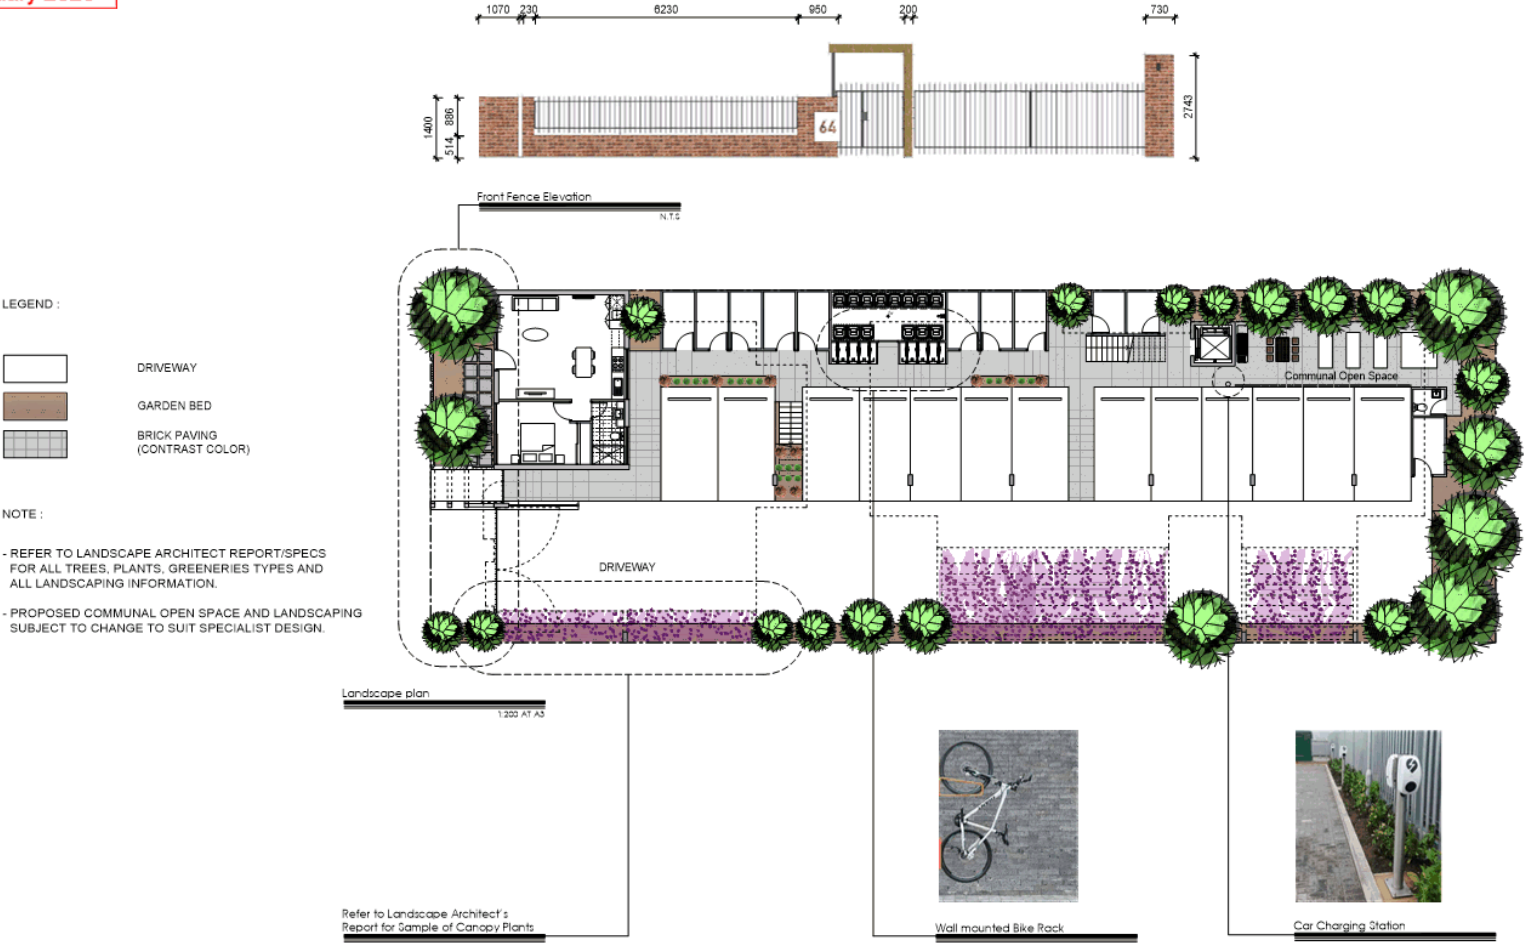 1070 230 6230 950 200 730
1400 886 514 2743
64
Front Fence Elevation
N.T.S
LEGEND :
DRIVEWAY
GARDEN BED
BRICK PAVING
(CONTRAST COLOR)
NOTE :
- REFER TO LANDSCAPE ARCHITECT REPORT/SPECS
FOR ALL TREES, PLANTS, GREENERIES TYPES AND
ALL LANDSCAPING INFORMATION.
- PROPOSED COMMUNAL OPEN SPACE AND LANDSCAPING
SUBJECT TO CHANGE TO SUIT SPECIALIST DESIGN.
Communal Open Space
DRIVEWAY
Landscape plan
1:200 AT A3
Refer to Landscape Architect's
Report for Sample of Canopy Plants
Wall mounted Bike Rack
Car Charging Station